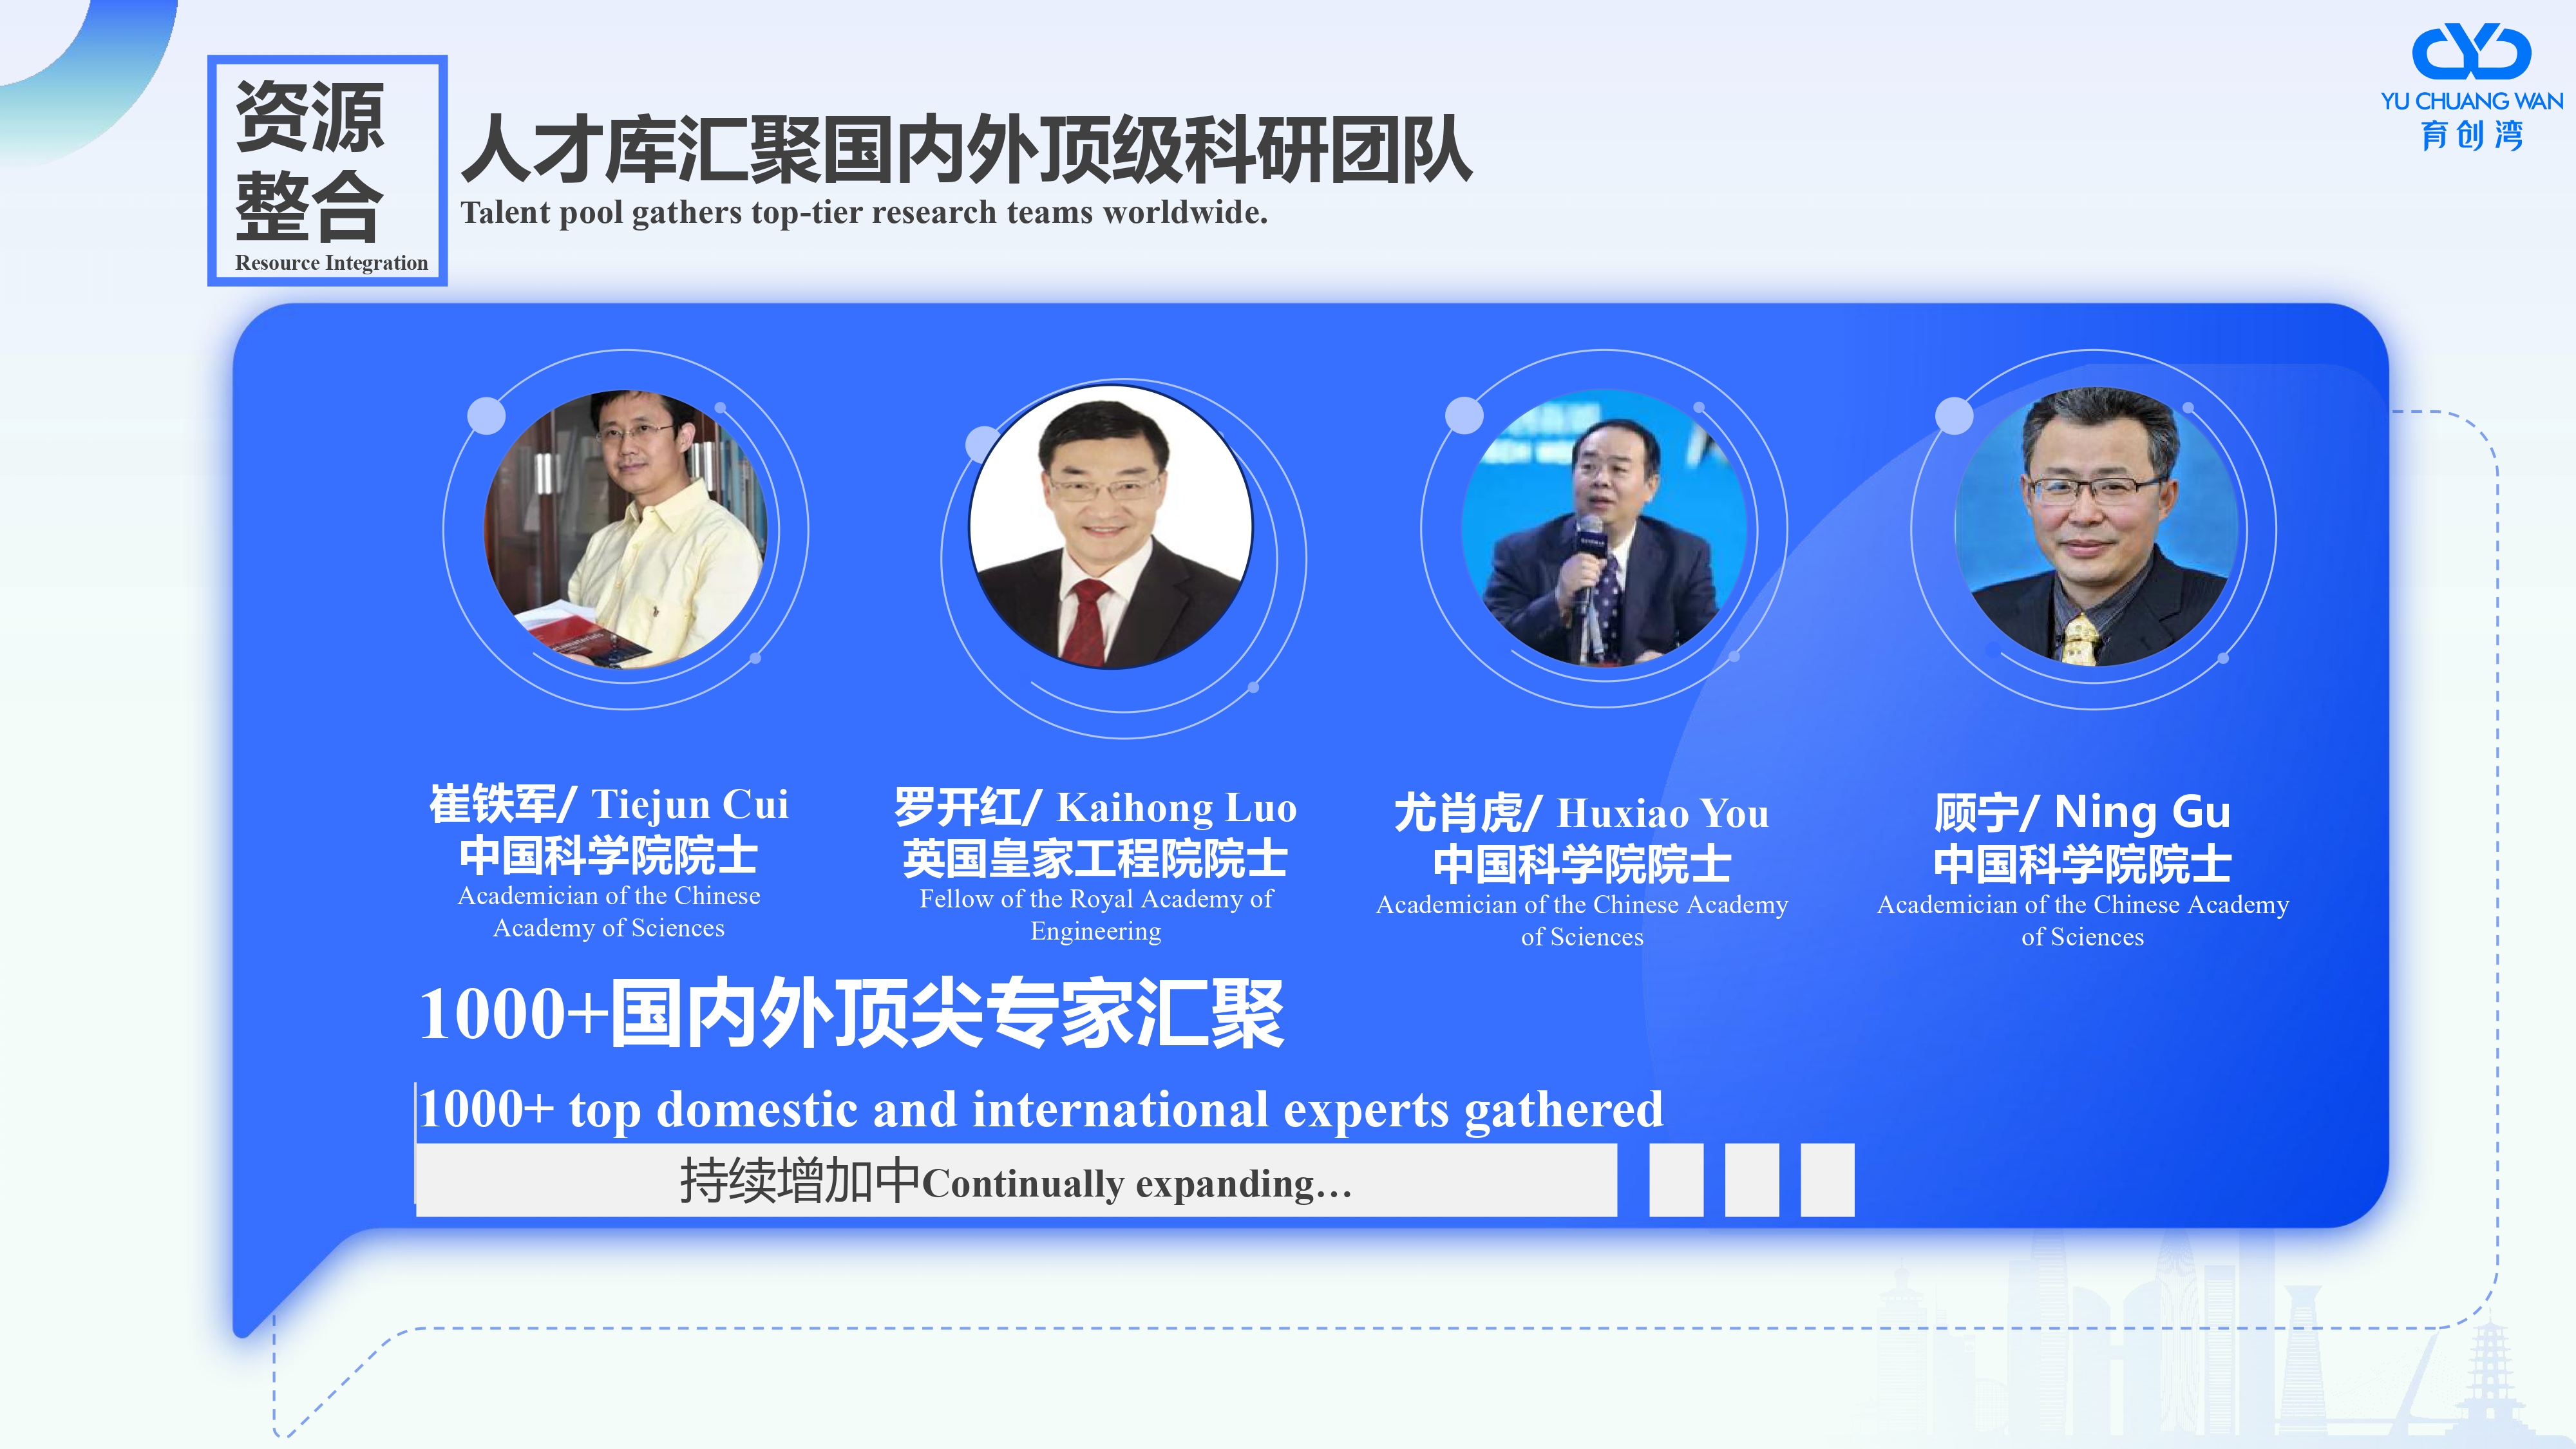 资源
整合
Resource Integration
人才库汇聚国内外顶级科研团队
Talent pool gathers top-tier research teams worldwide.
YU CHUANG WAN
育创湾
崔铁军/ Tiejun Cui
中国科学院院士
Academician of the Chinese
Academy of Sciences
罗开红/ Kaihong Luo
英国皇家工程院院士
Fellow of the Royal Academy of
Engineering
尤肖虎/ Huxiao You
中国科学院院士
Academician of the Chinese Academy
of Sciences
顾宁/ Ning Gu
中国科学院院士
Academician of the Chinese Academy
of Sciences
1000+国内外顶尖专家汇聚
1000+ top domestic and international experts gathered
持续增加中Continually expanding...